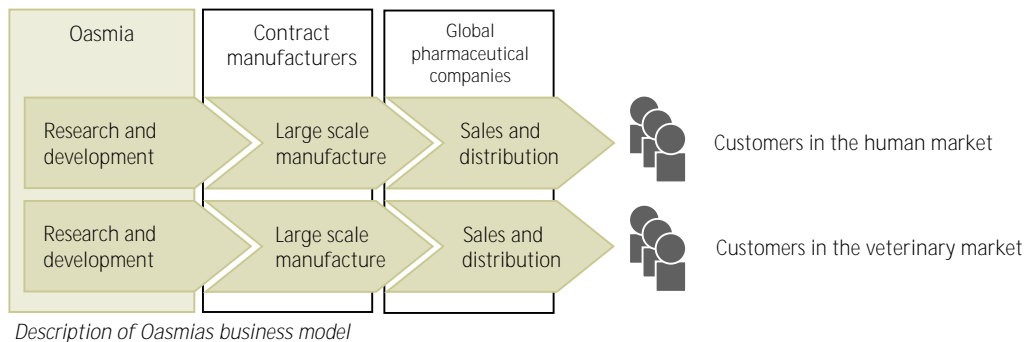 Oasmia
Contract
manufacturers
Global
pharmaceutical
companies
Research and
development
Large scale
manufacture
Sales and
distribution
Customers in the human market
Research and
development
Large scale
manufacture
Sales and
distribution
Customers in the veterinary market
Description of Oasmias business model